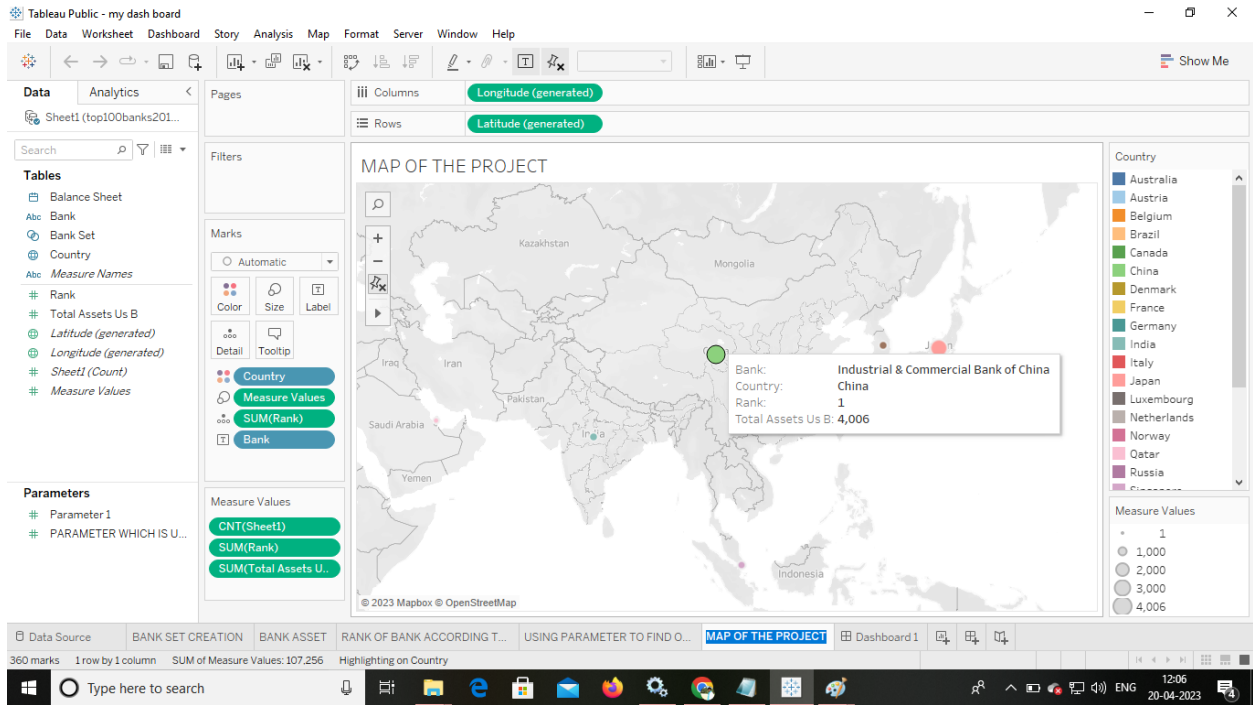 Tableau Public - my dash board
File Data Worksheet Dashboard Story Analysis Map Format Server Window Help
Show Me
Data Analytics
Sheet1 (top100banks201...
Search
Tables
Balance Sheet
Abc Bank
Bank Set
Country
Abc Measure Names
# Rank
# Total Assets Us B
Latitude (generated)
Longitude (generated)
# Sheet1 (Count)
# Measure Values
Parameters
# Parameter 1
# PARAMETER WHICH IS U...
Pages
Filters
Marks
Automatic
Color Size Label
Detail Tooltip
Country
Measure Values
SUM(Rank)
Bank
Measure Values
CNT(Sheet1)
SUM(Rank)
SUM(Total Assets U..
Columns Longitude (generated)
Rows Latitude (generated)
MAP OF THE PROJECT
Kazakhstan
Mongolia
Iraq
Iran
Pakistan
Saudi Arabia
India
Yemen
Indonesia
Bank: Industrial & Commercial Bank of China
Country: China
Rank: 1
Total Assets Us B: 4,006
© 2023 Mapbox © OpenStreetMap
Country
Australia
Austria
Belgium
Brazil
Canada
China
Denmark
France
Germany
India
Italy
Japan
Luxembourg
Netherlands
Norway
Qatar
Russia
Measure Values
1
1,000
2,000
3,000
4,006
Data Source BANK SET CREATION BANK ASSET RANK OF BANK ACCORDING T... USING PARAMETER TO FIND O... MAP OF THE PROJECT Dashboard 1
360 marks 1 row by 1 column SUM of Measure Values: 107,256 Highlighting on Country
Type here to search
ENG
12:06
20-04-2023
4